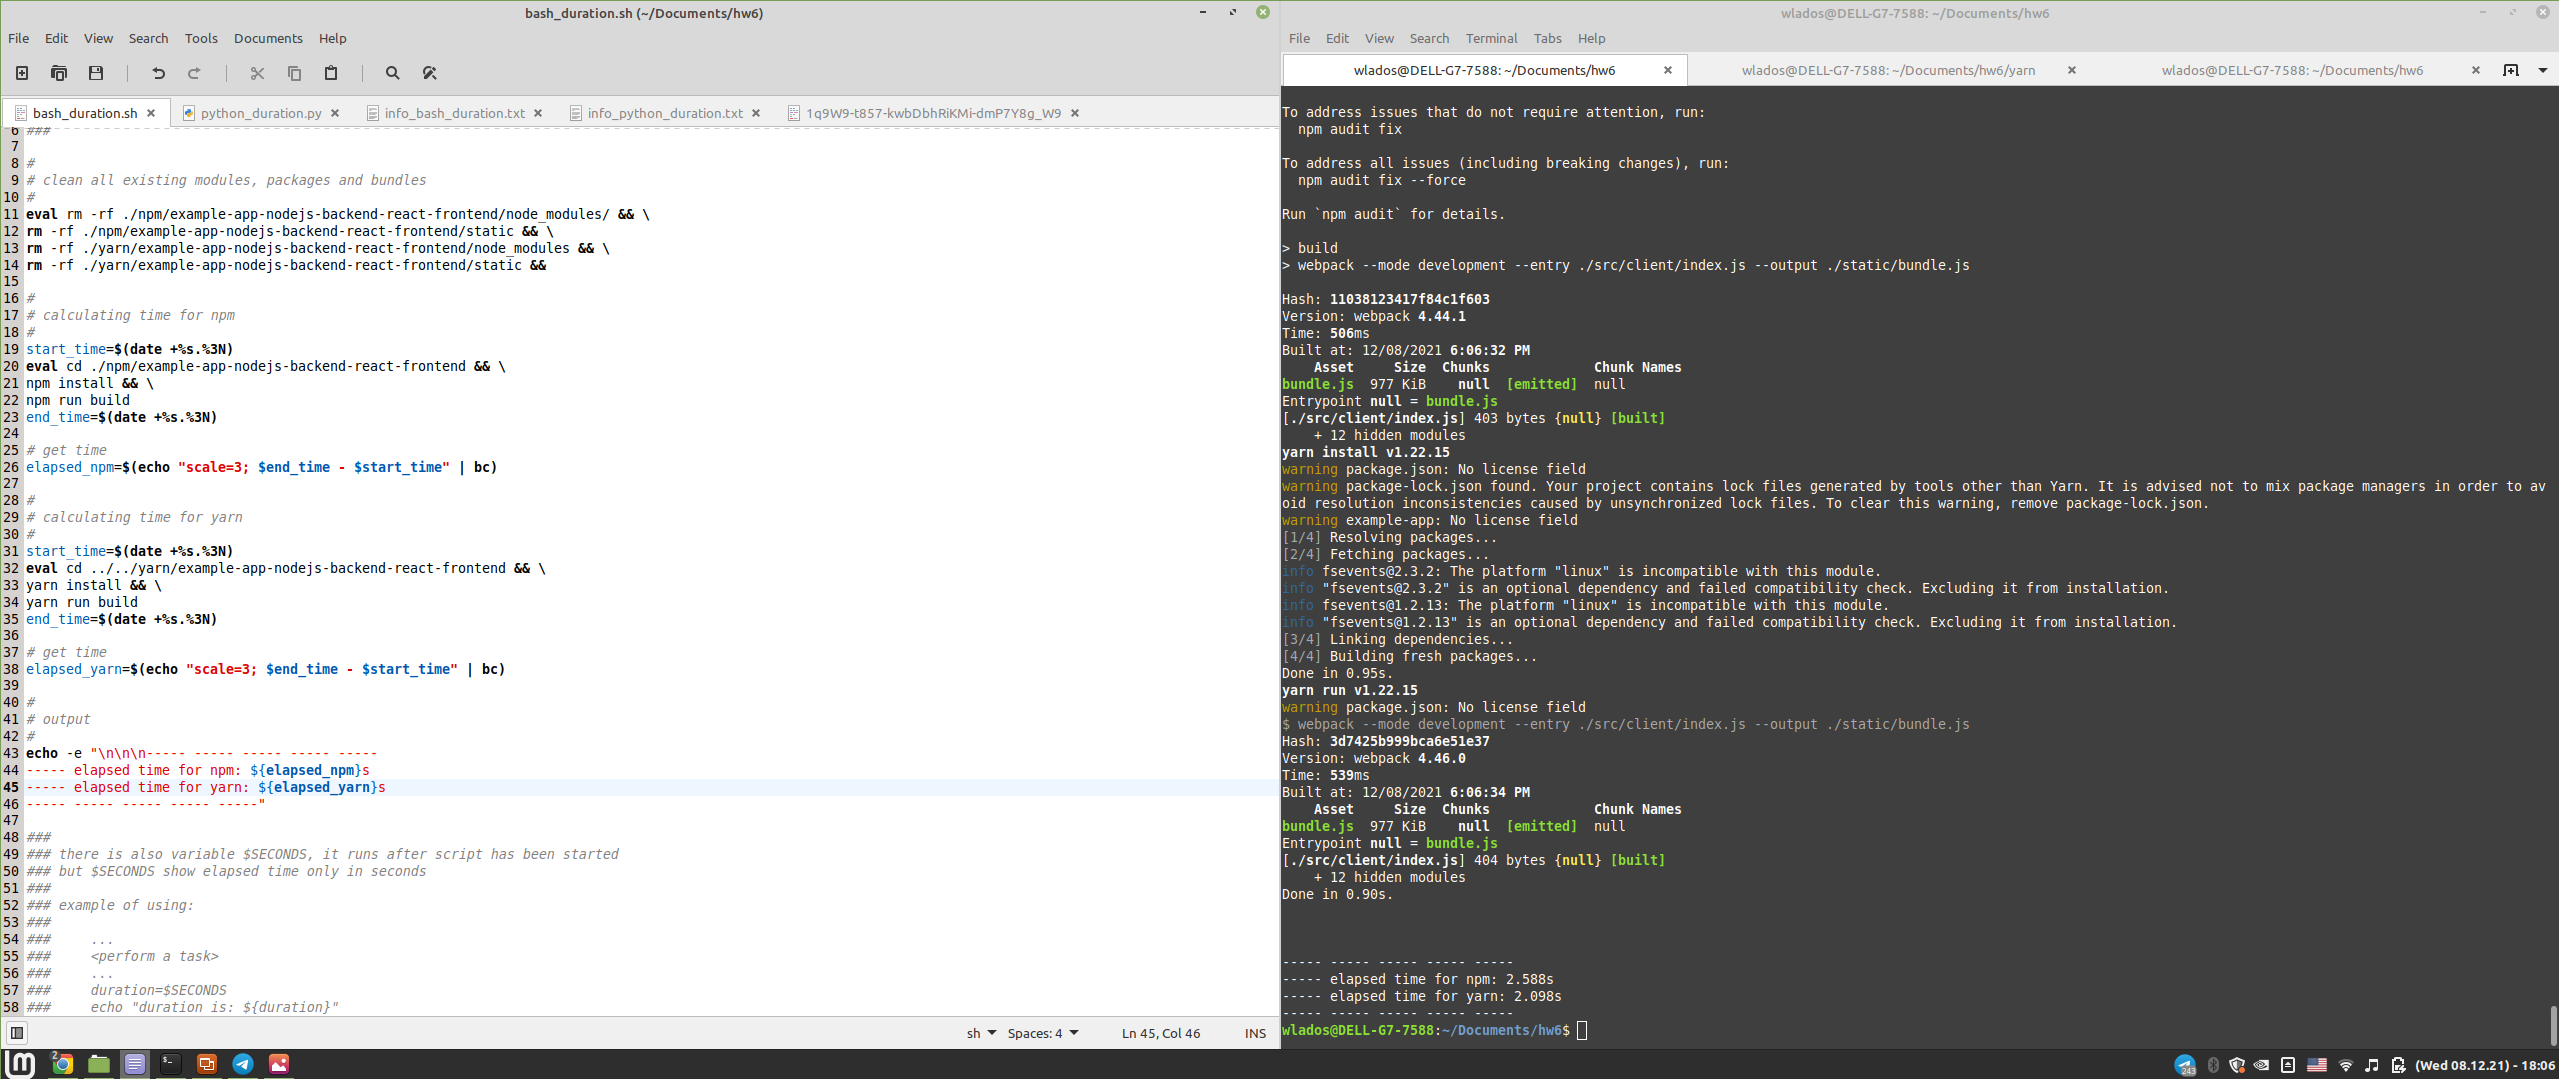 bash_duration.sh (~/Documents/hw6)
File Edit View Search Tools Documents Help
bash_duration.sh
python_duration.py
info_bash_duration.txt
info_python_duration.txt
1q9W9-t857-kwbDbhRiKMi-dmP7Y8g_W9
6 ###
7
8 #
9 # clean all existing modules, packages and bundles
10 #
11 eval rm -rf ./npm/example-app-nodejs-backend-react-frontend/node_modules/ && \
12 rm -rf ./npm/example-app-nodejs-backend-react-frontend/static && \
13 rm -rf ./yarn/example-app-nodejs-backend-react-frontend/node_modules && \
14 rm -rf ./yarn/example-app-nodejs-backend-react-frontend/static &&
15
16 #
17 # calculating time for npm
18 #
19 start_time=$(date +%s.%3N)
20 eval cd ./npm/example-app-nodejs-backend-react-frontend && \
21 npm install && \
22 npm run build
23 end_time=$(date +%s.%3N)
24
25 # get time
26 elapsed_npm=$(echo "scale=3; $end_time - $start_time" | bc)
27
28 #
29 # calculating time for yarn
30 #
31 start_time=$(date +%s.%3N)
32 eval cd ../../yarn/example-app-nodejs-backend-react-frontend && \
33 yarn install && \
34 yarn run build
35 end_time=$(date +%s.%3N)
36
37 # get time
38 elapsed_yarn=$(echo "scale=3; $end_time - $start_time" | bc)
39
40 #
41 # output
42 #
43 echo -e "\n\n\n----- ----- ----- ----- -----
44 ----- elapsed time for npm: ${elapsed_npm}s
45 ----- elapsed time for yarn: ${elapsed_yarn}s
46 ----- ----- ----- ----- -----"
47
48 ###
49 ### there is also variable $SECONDS, it runs after script has been started
50 ### but $SECONDS show elapsed time only in seconds
51 ###
52 ### example of using:
53 ###
54 ### ...
55 ### <perform a task>
56 ### ...
57 ### duration=$SECONDS
58 ### echo "duration is: ${duration}"
sh Spaces: 4 Ln 45, Col 46 INS
wlados@DELL-G7-7588: ~/Documents/hw6
File Edit View Search Terminal Tabs Help
wlados@DELL-G7-7588: ~/Documents/hw6
wlados@DELL-G7-7588: ~/Documents/hw6/yarn
wlados@DELL-G7-7588: ~/Documents/hw6
To address issues that do not require attention, run:
npm audit fix
To address all issues (including breaking changes), run:
npm audit fix --force
Run `npm audit` for details.
> build
> webpack --mode development --entry ./src/client/index.js --output ./static/bundle.js
Hash: 11038123417f84c1f603
Version: webpack 4.44.1
Time: 506ms
Built at: 12/08/2021 6:06:32 PM
Asset Size Chunks Chunk Names
bundle.js 977 KiB null [emitted] null
Entrypoint null = bundle.js
[./src/client/index.js] 403 bytes {null} [built]
+ 12 hidden modules
yarn install v1.22.15
warning package.json: No license field
warning package-lock.json found. Your project contains lock files generated by tools other than Yarn. It is advised not to mix package managers in order to av
oid resolution inconsistencies caused by unsynchronized lock files. To clear this warning, remove package-lock.json.
warning example-app: No license field
[1/4] Resolving packages...
[2/4] Fetching packages...
info fsevents@2.3.2: The platform "linux" is incompatible with this module.
info "fsevents@2.3.2" is an optional dependency and failed compatibility check. Excluding it from installation.
info fsevents@1.2.13: The platform "linux" is incompatible with this module.
info "fsevents@1.2.13" is an optional dependency and failed compatibility check. Excluding it from installation.
[3/4] Linking dependencies...
[4/4] Building fresh packages...
Done in 0.95s.
yarn run v1.22.15
warning package.json: No license field
$ webpack --mode development --entry ./src/client/index.js --output ./static/bundle.js
Hash: 3d7425b999bca6e51e37
Version: webpack 4.46.0
Time: 539ms
Built at: 12/08/2021 6:06:34 PM
Asset Size Chunks Chunk Names
bundle.js 977 KiB null [emitted] null
Entrypoint null = bundle.js
[./src/client/index.js] 404 bytes {null} [built]
+ 12 hidden modules
Done in 0.90s.
----- ----- ----- ----- -----
----- elapsed time for npm: 2.588s
----- elapsed time for yarn: 2.098s
----- ----- ----- ----- -----
wlados@DELL-G7-7588:~/Documents/hw6$
2
243
(Wed 08.12.21) - 18:06